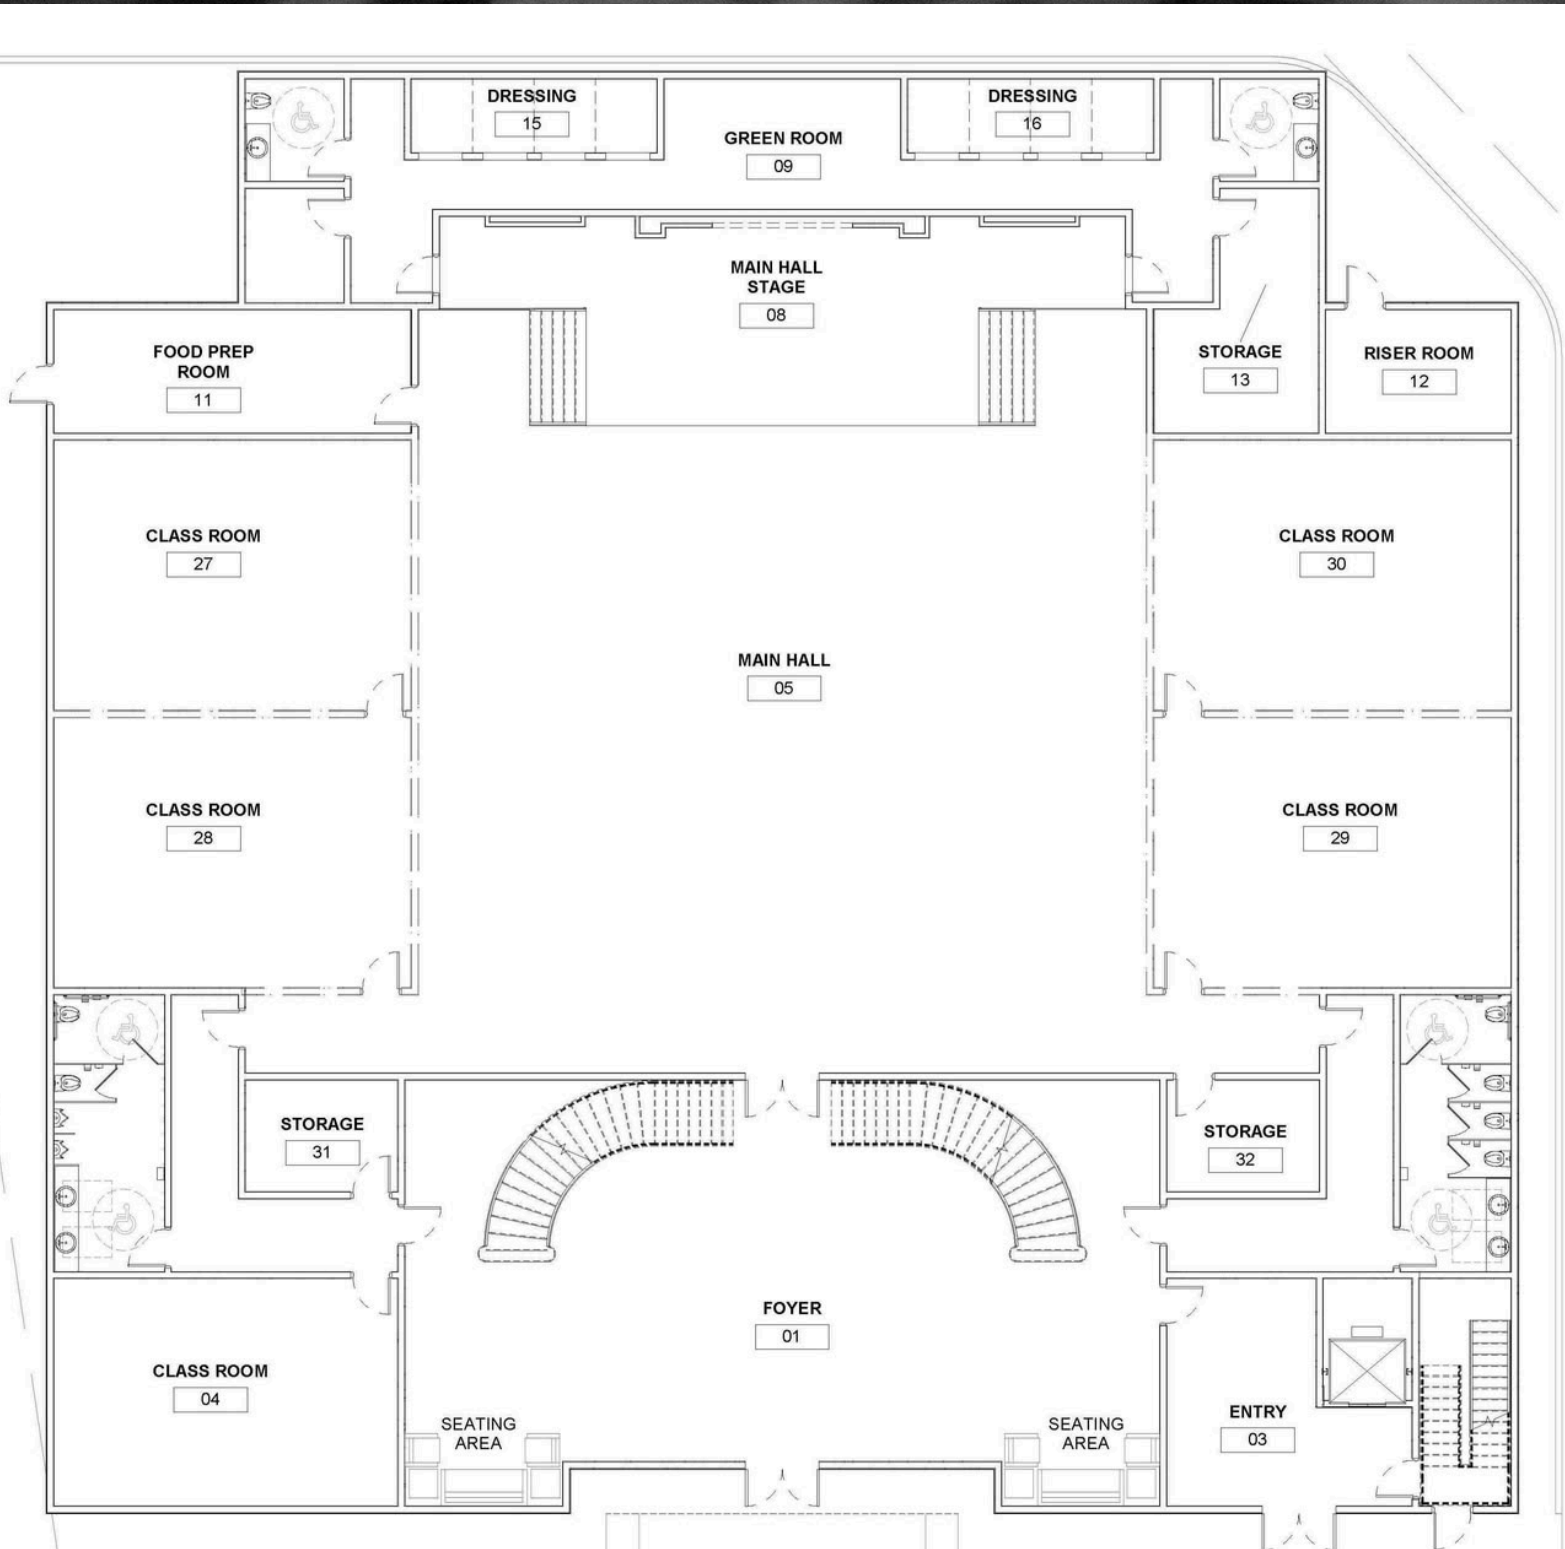 DRESSING
15
DRESSING
16
GREEN ROOM
09
MAIN HALL
STAGE
08
FOOD PREP
ROOM
11
STORAGE
13
RISER ROOM
12
CLASS ROOM
27
CLASS ROOM
30
MAIN HALL
05
CLASS ROOM
28
CLASS ROOM
29
STORAGE
31
STORAGE
32
FOYER
01
CLASS ROOM
04
SEATING
AREA
SEATING
AREA
ENTRY
03